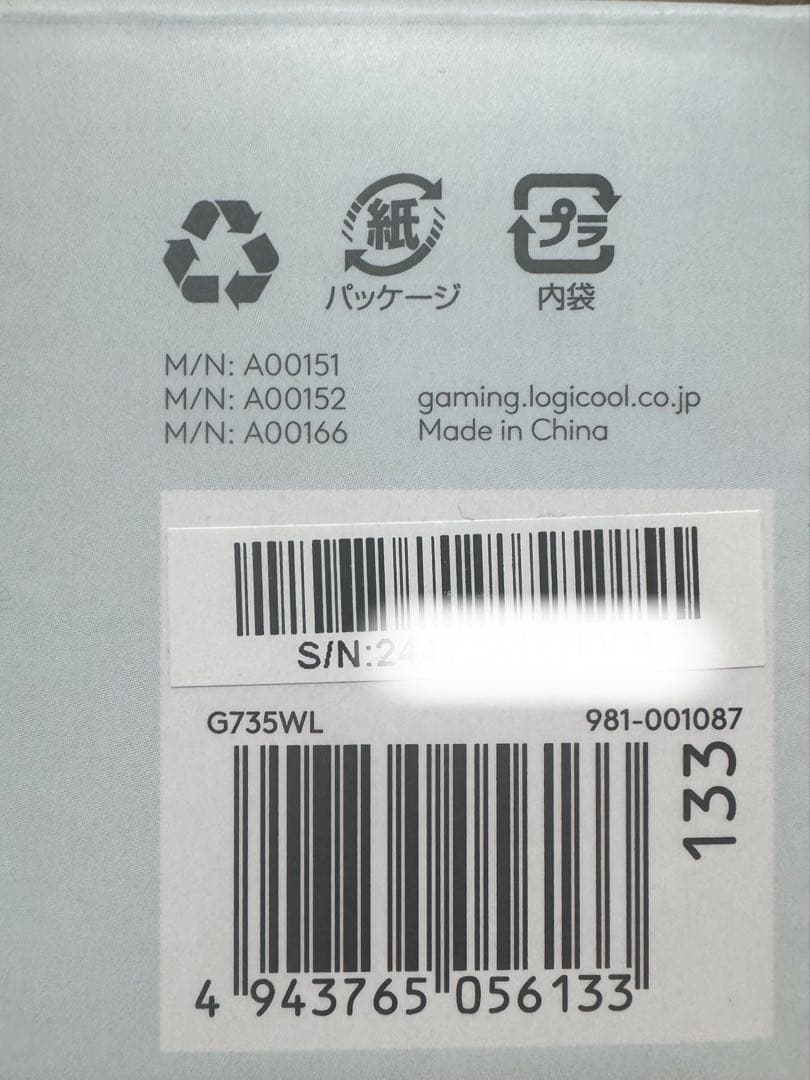 紙 プラ
パッケージ 内袋
M/N: A00151
M/N: A00152
M/N: A00166
gaming.logicool.co.jp
Made in China
S/N:24
G735WL 981-001087
133
4 943765 056133